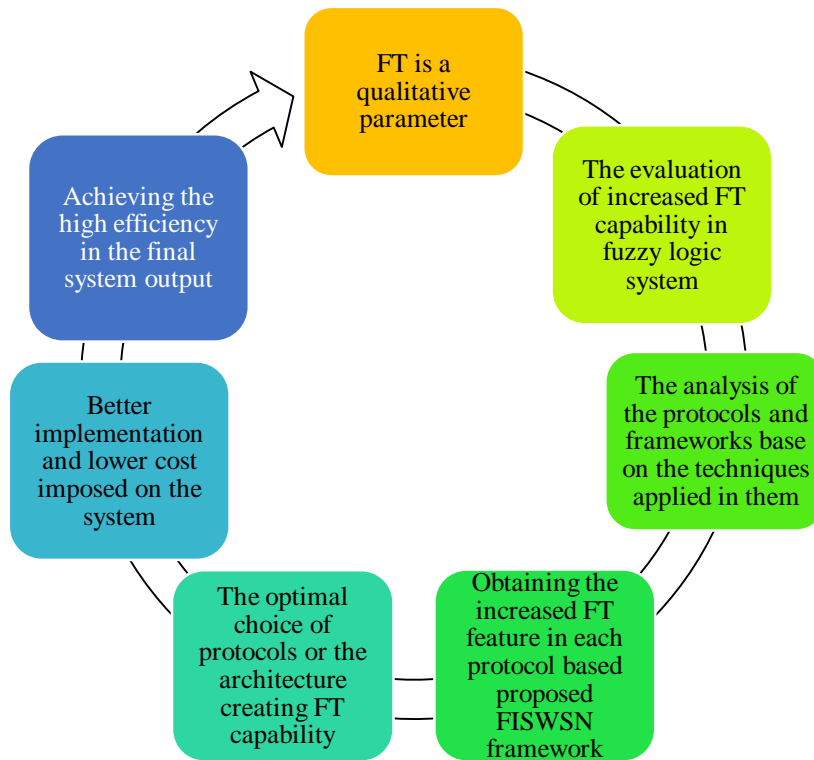 FT is a
qualitative
parameter
The evaluation
of increased FT
capability in
fuzzy logic
system
The analysis of
the protocols and
frameworks base
on the techniques
applied in them
Obtaining the
increased FT
feature in each
protocol based
proposed
FISWSN
framework
The optimal
choice of
protocols or the
architecture
creating FT
capability
Better
implementation
and lower cost
imposed on the
system
Achieving the
high efficiency
in the final
system output